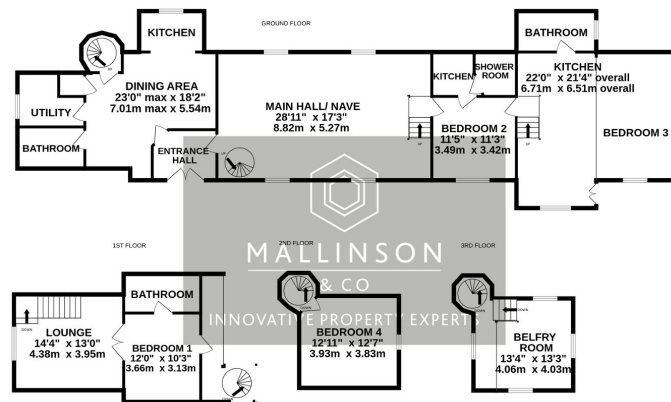 GROUND FLOOR
KITCHEN
UP
DINING AREA
23'0" max x 18'2"
7.01m max x 5.54m
UTILITY
BATHROOM
ENTRANCE
HALL
MAIN HALL/ NAVE
28'11" x 17'3"
8.82m x 5.27m
UP
UP
KITCHEN
SHOWER
ROOM
BEDROOM 2
11'5" x 11'3"
3.49m x 3.42m
UP
BATHROOM
KITCHEN
22'0" x 21'4" overall
6.71m x 6.51m overall
BEDROOM 3
MALLINSON
& CO
INNOVATIVE PROPERTY EXPERTS
1ST FLOOR
DOWN
LOUNGE
14'4" x 13'0"
4.38m x 3.95m
BATHROOM
BEDROOM 1
12'0" x 10'3"
3.66m x 3.13m
DOWN
2ND FLOOR
DOWN
BEDROOM 4
12'11" x 12'7"
3.93m x 3.83m
3RD FLOOR
DOWN
DOWN
BELFRY
ROOM
13'4" x 13'3"
4.06m x 4.03m